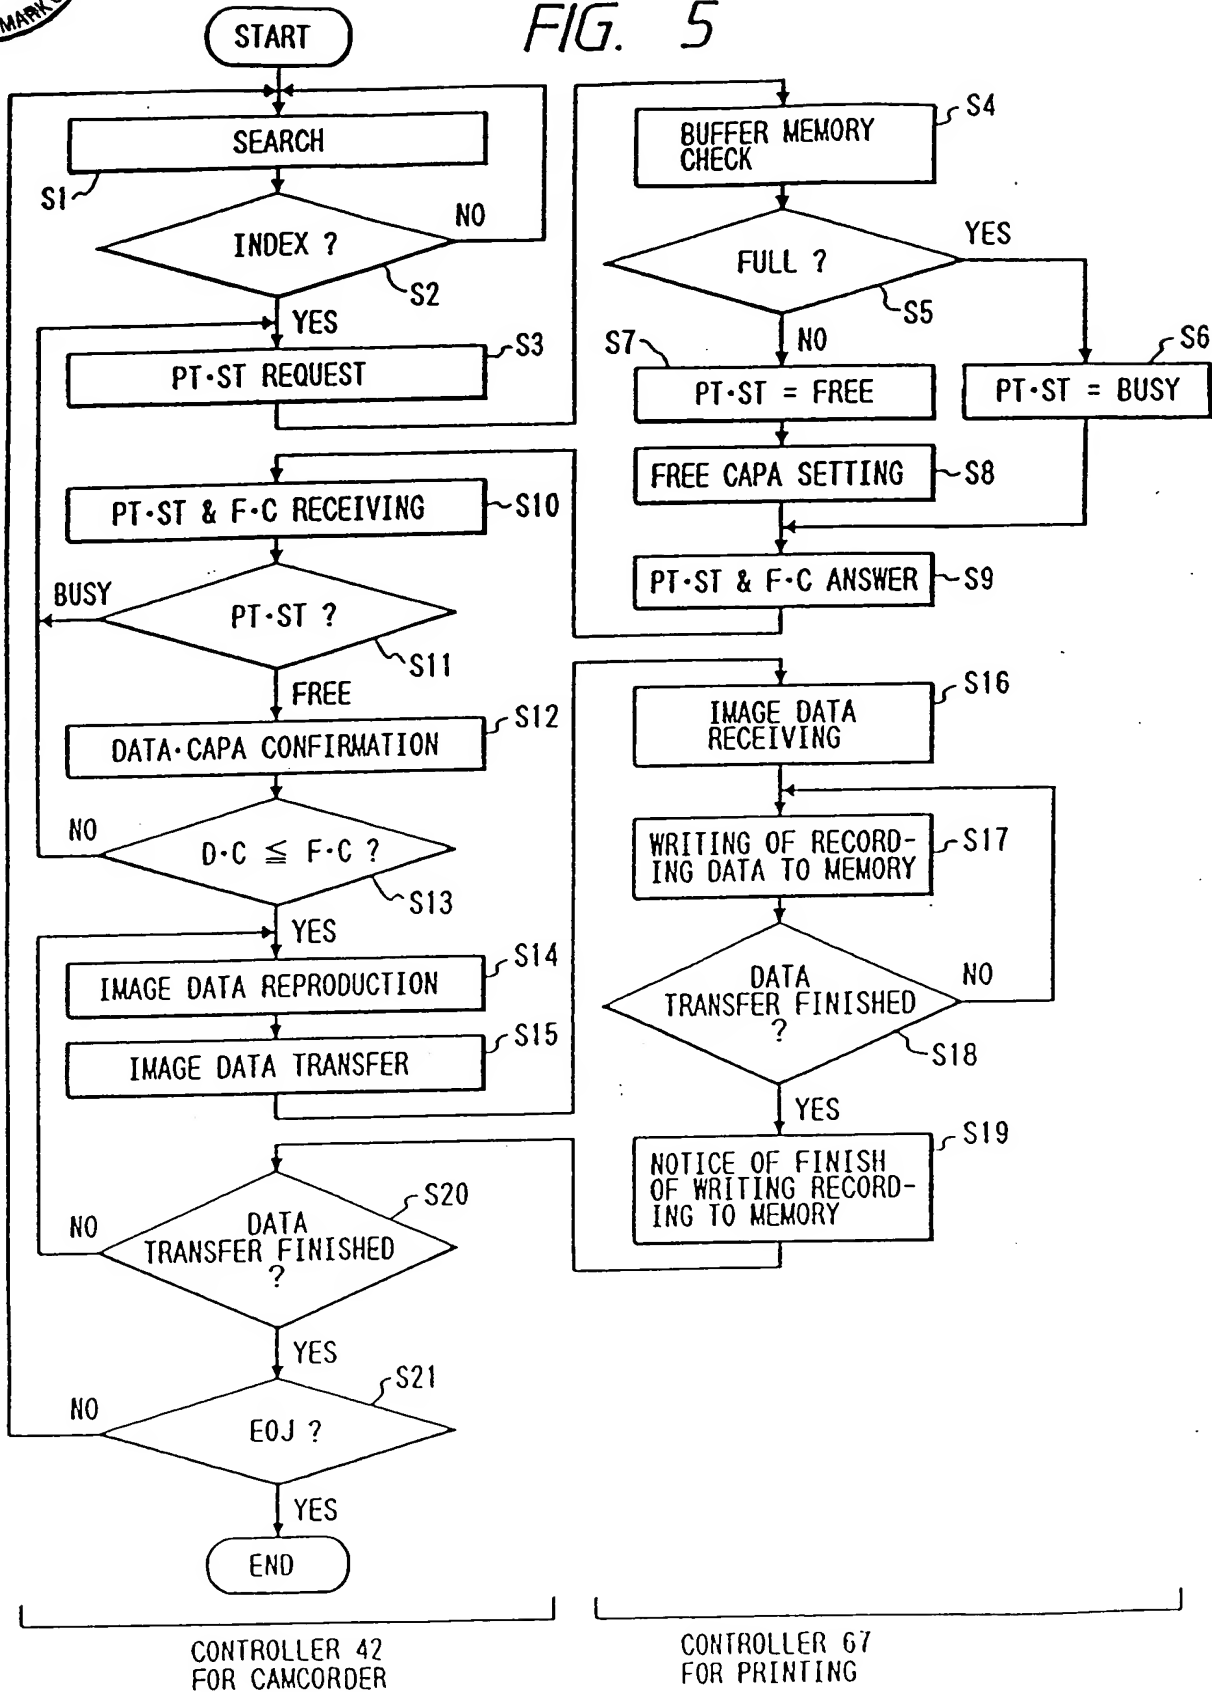 MARK
FIG. 5
START
SEARCH
S1
INDEX ?
NO
S2
YES
PT·ST REQUEST
S3
BUFFER MEMORY
CHECK
S4
FULL ?
YES
S5
NO
S7
PT·ST = FREE
S6
PT·ST = BUSY
FREE CAPA SETTING
S8
PT·ST & F·C ANSWER
S9
PT·ST & F·C RECEIVING
S10
BUSY
PT·ST ?
S11
FREE
DATA·CAPA CONFIRMATION
S12
NO
D·C ≦ F·C ?
S13
YES
IMAGE DATA REPRODUCTION
S14
IMAGE DATA TRANSFER
S15
IMAGE DATA
RECEIVING
S16
WRITING OF RECORD-
ING DATA TO MEMORY
S17
DATA
TRANSFER FINISHED
?
NO
S18
YES
NOTICE OF FINISH
OF WRITING RECORD-
ING TO MEMORY
S19
NO
DATA
TRANSFER FINISHED
?
S20
YES
NO
EOJ ?
S21
YES
END
CONTROLLER 42
FOR CAMCORDER
CONTROLLER 67
FOR PRINTING